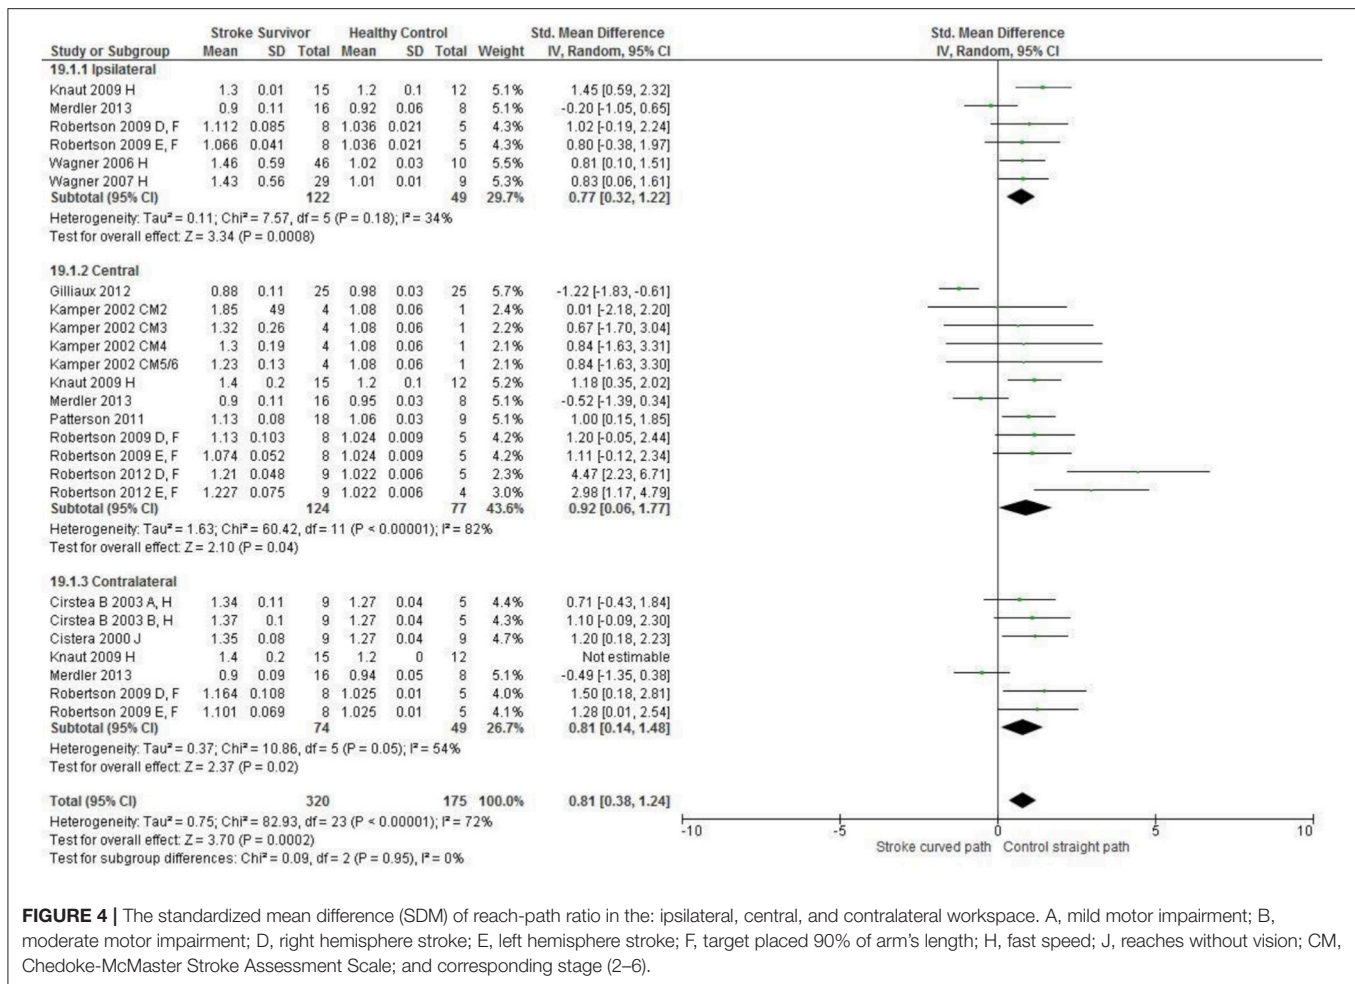 Stroke Survivor Healthy Control Std. Mean Difference Std. Mean Difference
Study or Subgroup Mean SD Total Mean SD Total Weight IV, Random, 95% CI IV, Random, 95% CI
19.1.1 Ipsilateral
Knaut 2009 H 1.3 0.01 15 1.2 0.1 12 5.1% 1.45 [0.59, 2.32]
Merdler 2013 0.9 0.11 16 0.92 0.06 8 5.1% -0.20 [-1.05, 0.65]
Robertson 2009 D, F 1.112 0.085 8 1.036 0.021 5 4.3% 1.02 [-0.19, 2.24]
Robertson 2009 E, F 1.066 0.041 8 1.036 0.021 5 4.3% 0.80 [-0.38, 1.97]
Wagner 2006 H 1.46 0.59 46 1.02 0.03 10 5.5% 0.81 [0.10, 1.51]
Wagner 2007 H 1.43 0.56 29 1.01 0.01 9 5.3% 0.83 [0.06, 1.61]
Subtotal (95% CI) 122 49 29.7% 0.77 [0.32, 1.22]
Heterogeneity: Tau² = 0.11; Chi² = 7.57, df = 5 (P = 0.18); I² = 34%
Test for overall effect: Z = 3.34 (P = 0.0008)
19.1.2 Central
Gilliaux 2012 0.88 0.11 25 0.98 0.03 25 5.7% -1.22 [-1.83, -0.61]
Kamper 2002 CM2 1.85 49 4 1.08 0.06 1 2.4% 0.01 [-2.18, 2.20]
Kamper 2002 CM3 1.32 0.26 4 1.08 0.06 1 2.2% 0.67 [-1.70, 3.04]
Kamper 2002 CM4 1.3 0.19 4 1.08 0.06 1 2.1% 0.84 [-1.63, 3.31]
Kamper 2002 CM5/6 1.23 0.13 4 1.08 0.06 1 2.1% 0.84 [-1.63, 3.30]
Knaut 2009 H 1.4 0.2 15 1.2 0.1 12 5.2% 1.18 [0.35, 2.02]
Merdler 2013 0.9 0.11 16 0.95 0.03 8 5.1% -0.52 [-1.39, 0.34]
Patterson 2011 1.13 0.08 18 1.06 0.03 9 5.1% 1.00 [0.15, 1.85]
Robertson 2009 D, F 1.13 0.103 8 1.024 0.009 5 4.2% 1.20 [-0.05, 2.44]
Robertson 2009 E, F 1.074 0.052 8 1.024 0.009 5 4.2% 1.11 [-0.12, 2.34]
Robertson 2012 D, F 1.21 0.048 9 1.022 0.006 5 2.3% 4.47 [2.23, 6.71]
Robertson 2012 E, F 1.227 0.075 9 1.022 0.006 4 3.0% 2.98 [1.17, 4.79]
Subtotal (95% CI) 124 77 43.6% 0.92 [0.06, 1.77]
Heterogeneity: Tau² = 1.63; Chi² = 60.42, df = 11 (P < 0.00001); I² = 82%
Test for overall effect: Z = 2.10 (P = 0.04)
19.1.3 Contralateral
Cirstea B 2003 A, H 1.34 0.11 9 1.27 0.04 5 4.4% 0.71 [-0.43, 1.84]
Cirstea B 2003 B, H 1.37 0.1 9 1.27 0.04 5 4.3% 1.10 [-0.09, 2.30]
Cistera 2000 J 1.35 0.08 9 1.27 0.04 9 4.7% 1.20 [0.18, 2.23]
Knaut 2009 H 1.4 0.2 15 1.2 0 12 Not estimable
Merdler 2013 0.9 0.09 16 0.94 0.05 8 5.1% -0.49 [-1.35, 0.38]
Robertson 2009 D, F 1.164 0.108 8 1.025 0.01 5 4.0% 1.50 [0.18, 2.81]
Robertson 2009 E, F 1.101 0.069 8 1.025 0.01 5 4.1% 1.28 [0.01, 2.54]
Subtotal (95% CI) 74 49 26.7% 0.81 [0.14, 1.48]
Heterogeneity: Tau² = 0.37; Chi² = 10.86, df = 5 (P = 0.05); I² = 54%
Test for overall effect: Z = 2.37 (P = 0.02)
Total (95% CI) 320 175 100.0% 0.81 [0.38, 1.24]
Heterogeneity: Tau² = 0.75; Chi² = 82.93, df = 23 (P < 0.00001); I² = 72%
Test for overall effect: Z = 3.70 (P = 0.0002)
Test for subgroup differences: Chi² = 0.09, df = 2 (P = 0.95), I² = 0%
-10 -5 0 5 10
Stroke curved path Control straight path
FIGURE 4 | The standardized mean difference (SDM) of reach-path ratio in the: ipsilateral, central, and contralateral workspace. A, mild motor impairment; B,
moderate motor impairment; D, right hemisphere stroke; E, left hemisphere stroke; F, target placed 90% of arm's length; H, fast speed; J, reaches without vision; CM,
Chedoke-McMaster Stroke Assessment Scale; and corresponding stage (2–6).